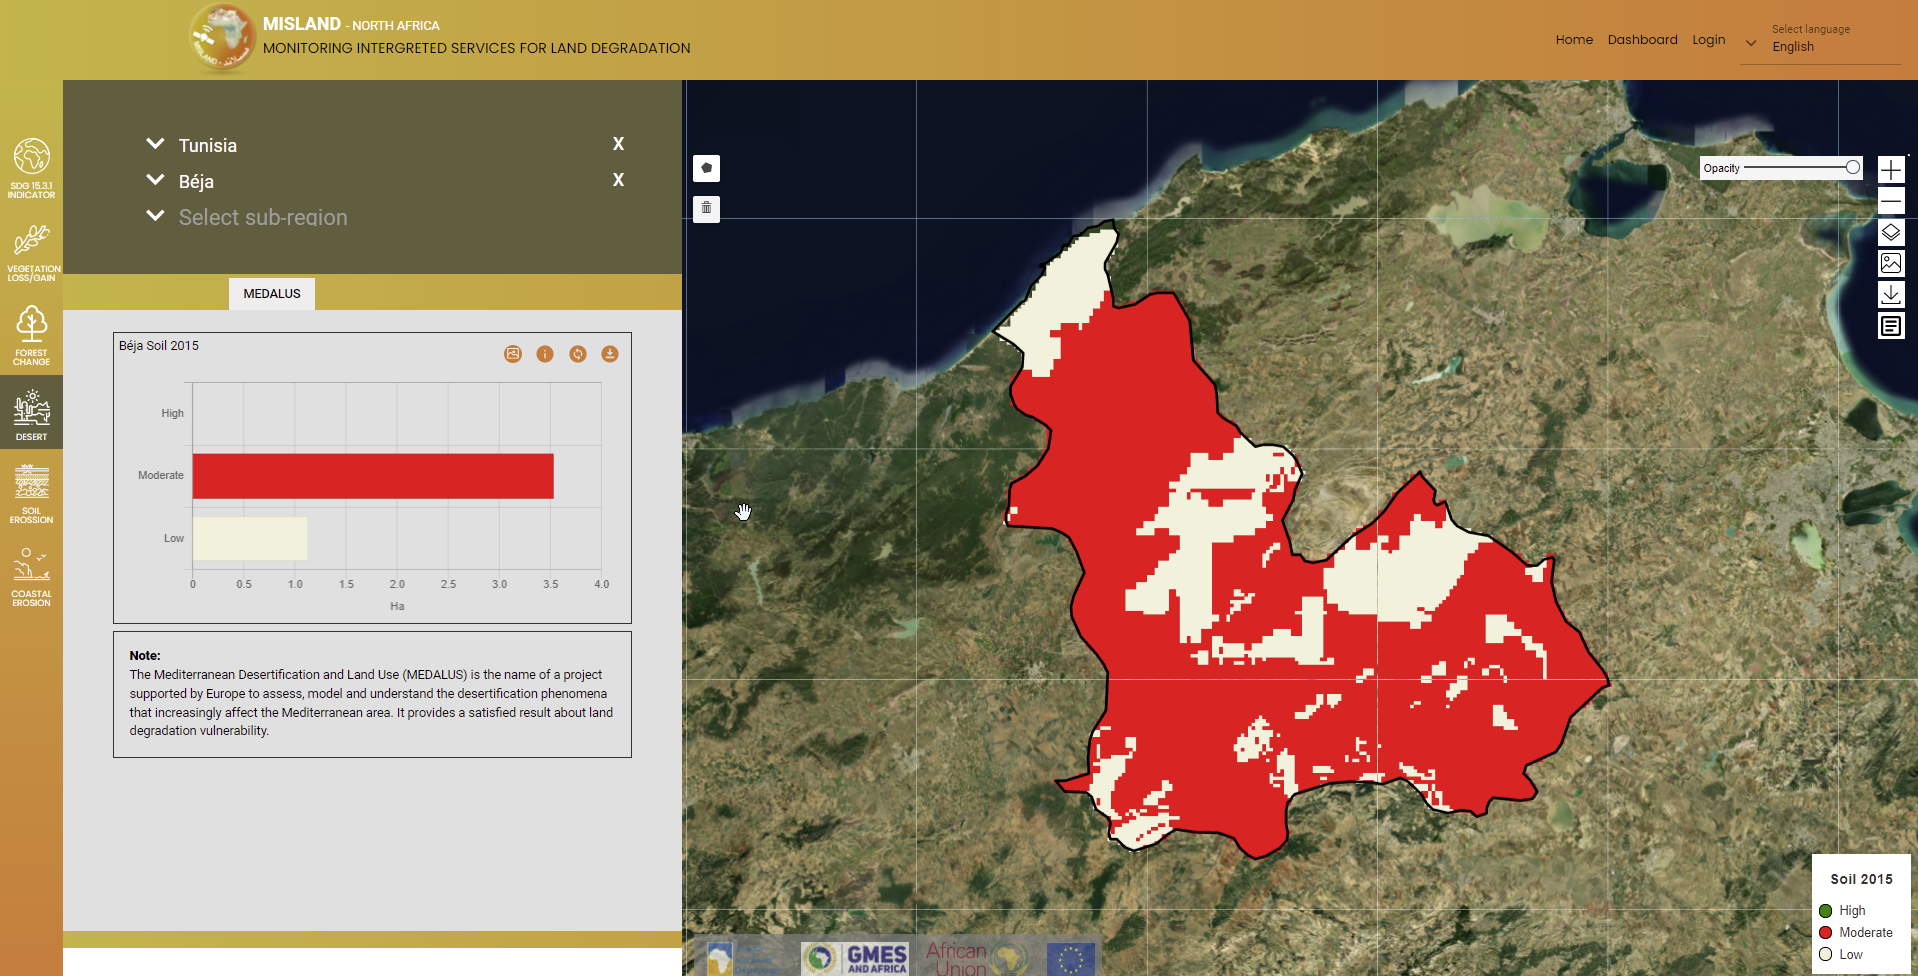 MISLAND - NORTH AFRICA
MONITORING INTERGRETED SERVICES FOR LAND DEGRADATION
Home Dashboard Login
Select language
English
SDG 15.3.1
INDICATOR
VEGETATION
LOSS/GAIN
FOREST
CHANGE
DESERT
SOIL
EROSSION
COASTAL
EROSION
Tunisia X
Béja X
Select sub-region
MEDALUS
Béja Soil 2015
High
Moderate
Low
0 0.5 1.0 1.5 2.0 2.5 3.0 3.5 4.0
Ha
Note:
The Mediterranean Desertification and Land Use (MEDALUS) is the name of a project
supported by Europe to assess, model and understand the desertification phenomena
that increasingly affect the Mediterranean area. It provides a satisfied result about land
degradation vulnerability.
Opacity
Soil 2015
High
Moderate
Low
GMES
AND AFRICA
African
Union